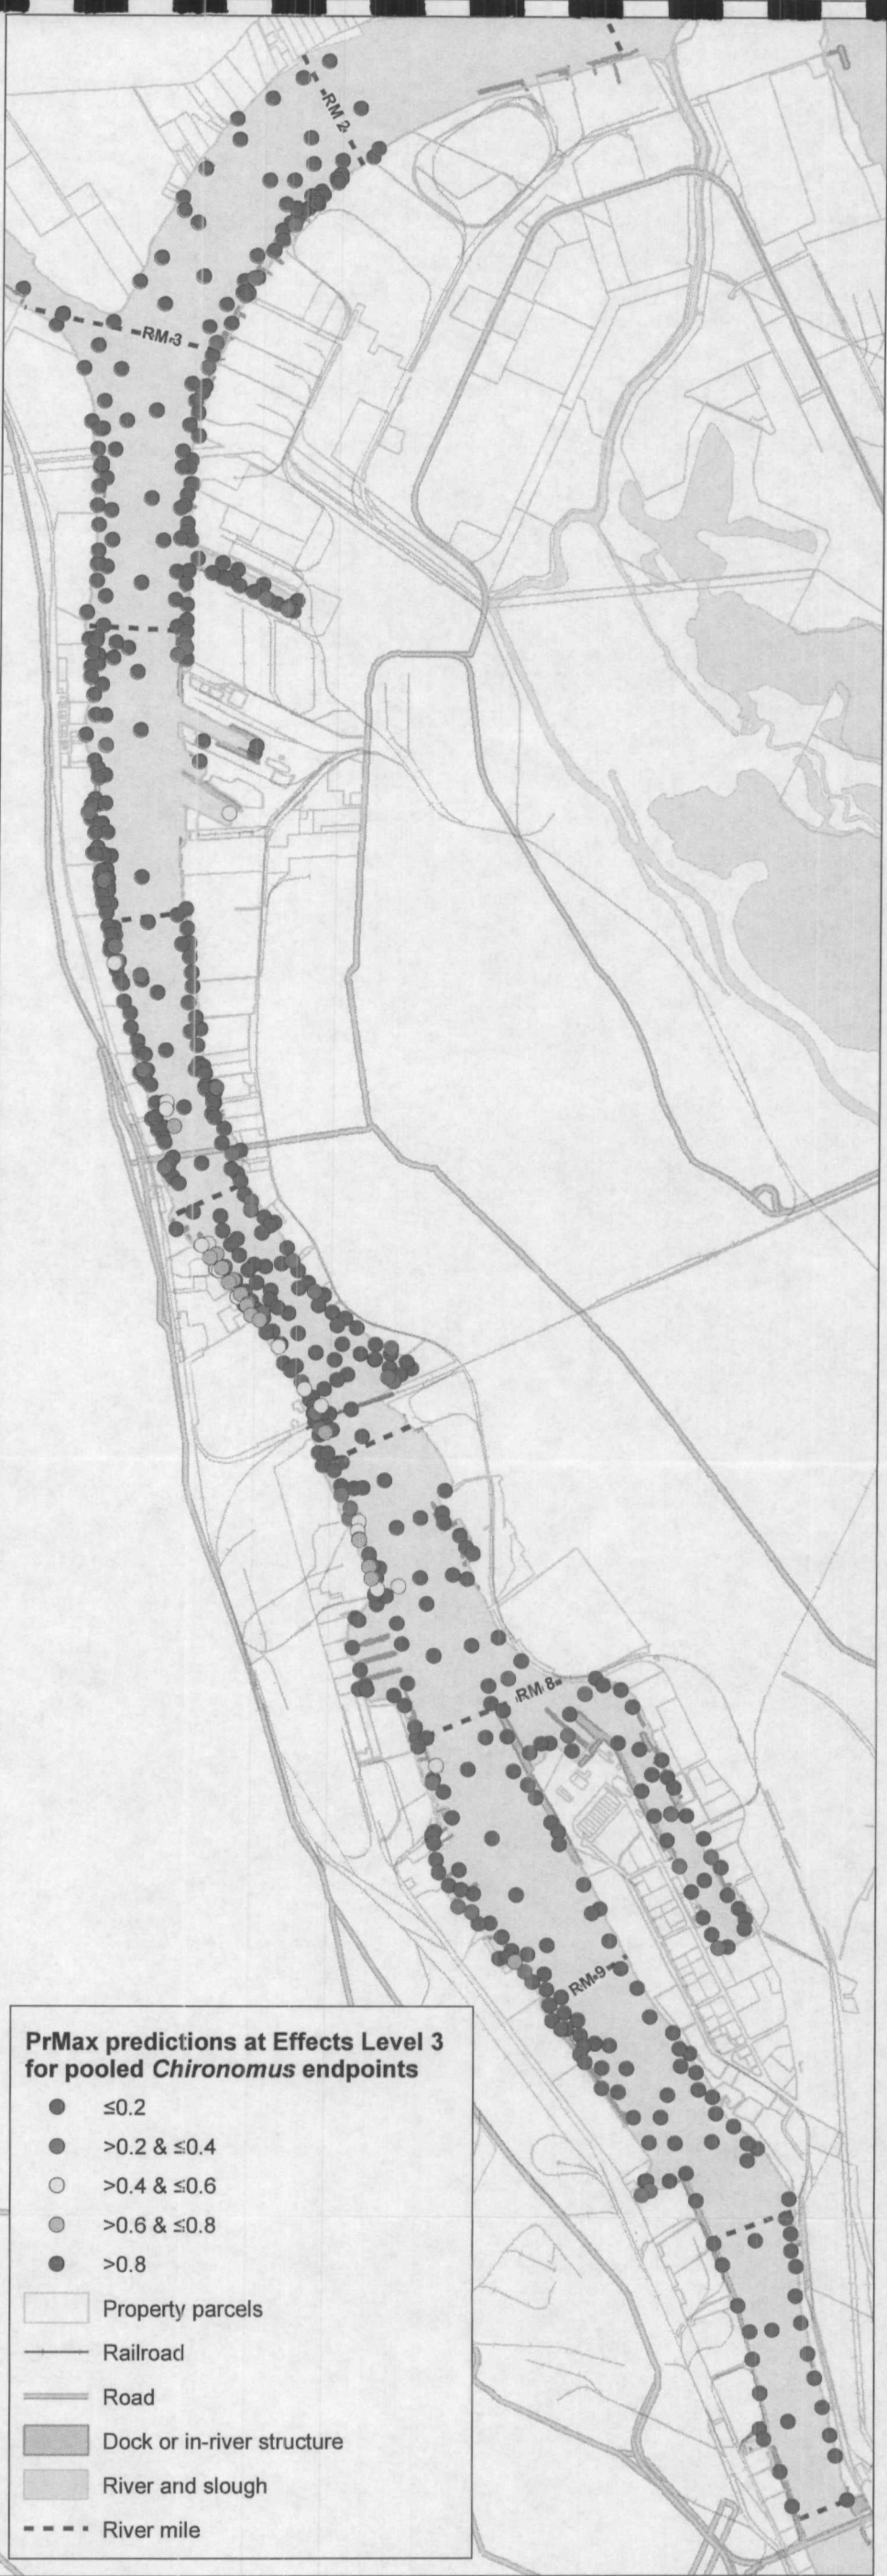 RM 2
RM 3
RM 8
RM 9
PrMax predictions at Effects Level 3
for pooled Chironomus endpoints
≤0.2
>0.2 & ≤0.4
>0.4 & ≤0.6
>0.6 & ≤0.8
>0.8
Property parcels
Railroad
Road
Dock or in-river structure
River and slough
River mile